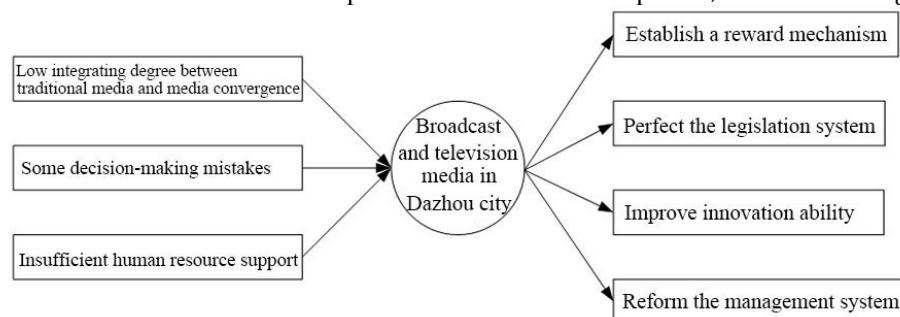 Low integrating degree between
traditional media and media convergence
Some decision-making mistakes
Insufficient human resource support
Broadcast
and television
media in
Dazhou city
Establish a reward mechanism
Perfect the legislation system
Improve innovation ability
Reform the management system